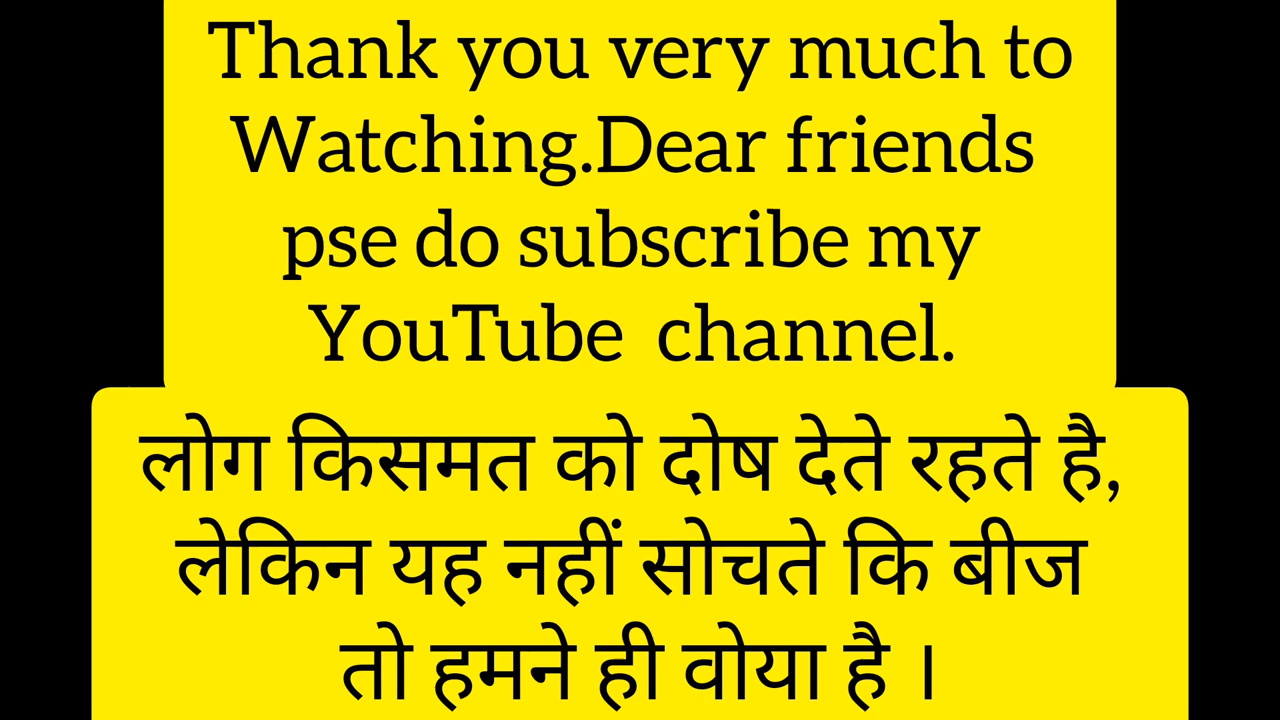 Thank you very much to
Watching.Dear friends
pse do subscribe my
YouTube channel.
लोग किसमत को दोष देते रहते है,
लेकिन यह नहीं सोचते कि बीज
तो हमने ही वोया है ।